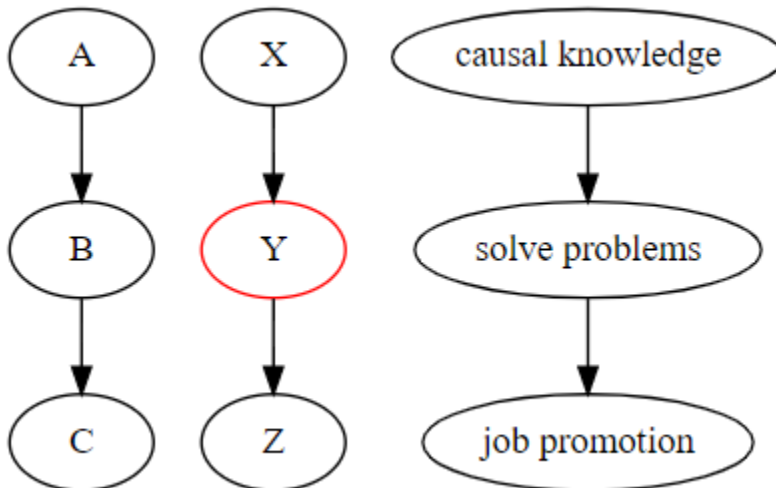 A
X
causal knowledge
B
Y
solve problems
C
Z
job promotion